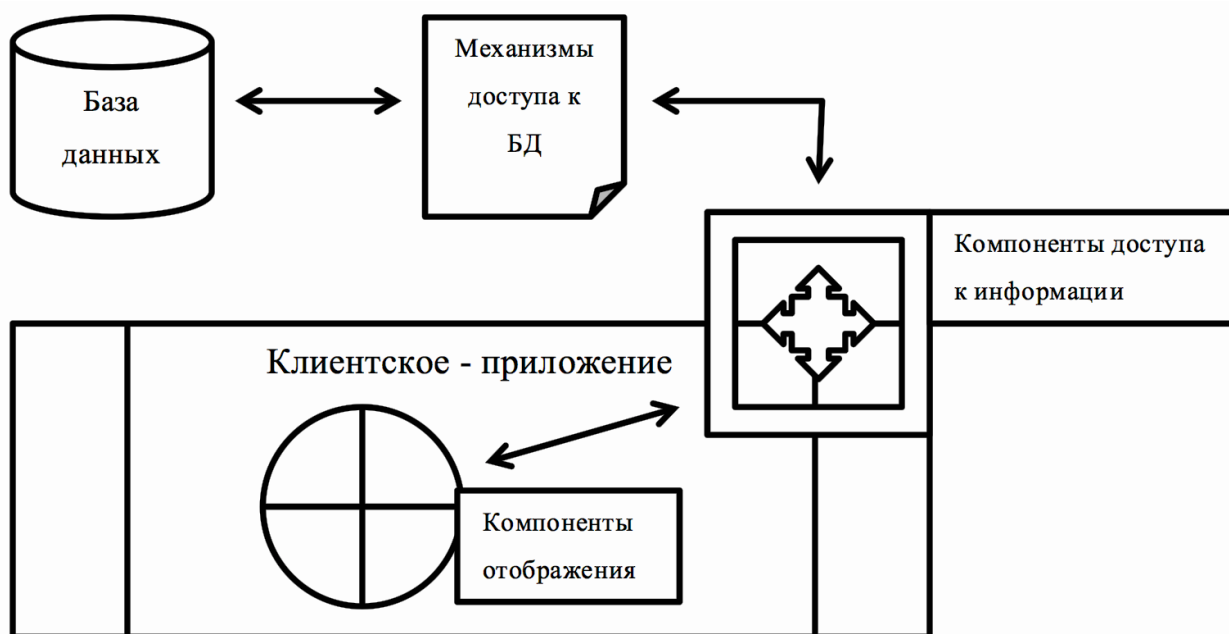 База
данных
Механизмы
доступа к
БД
Компоненты доступа
к информации
Клиентское - приложение
Компоненты
отображения